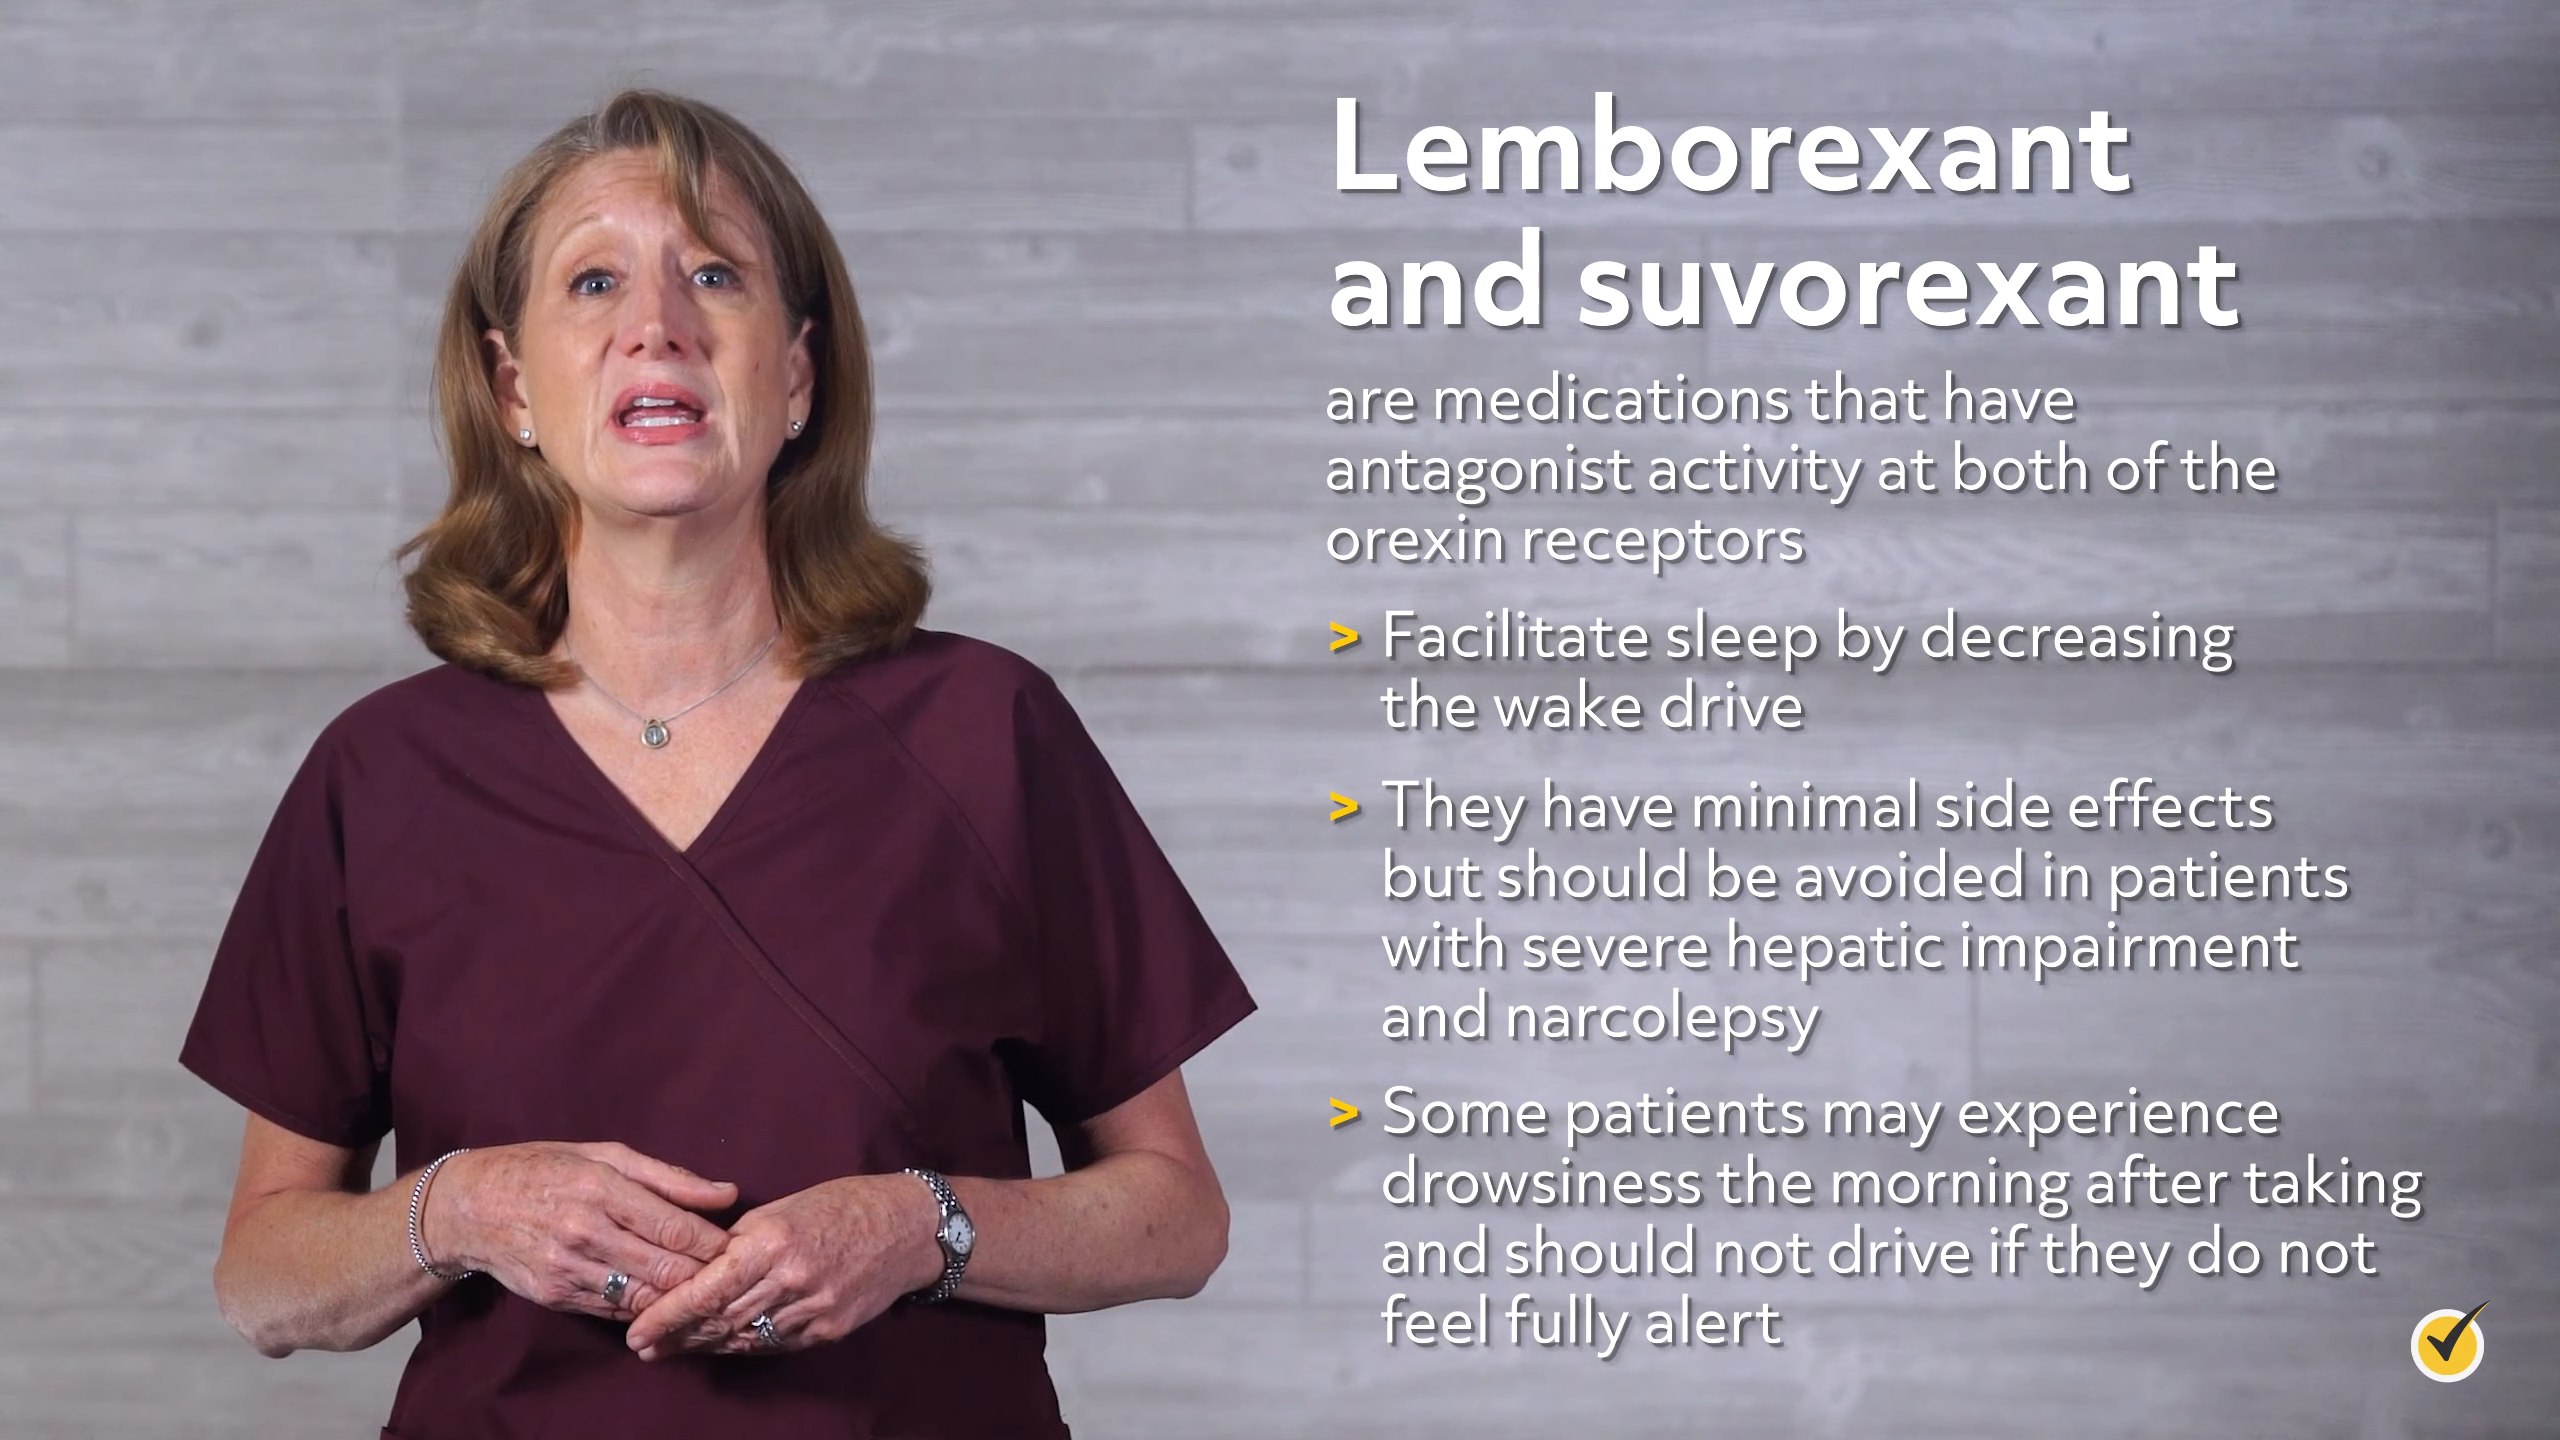 Lemborexant
and suvorexant
are medications that have
antagonist activity at both of the
orexin receptors
> Facilitate sleep by decreasing
the wake drive
> They have minimal side effects
but should be avoided in patients
with severe hepatic impairment
and narcolepsy
> Some patients may experience
drowsiness the morning after taking
and should not drive if they do not
feel fully alert